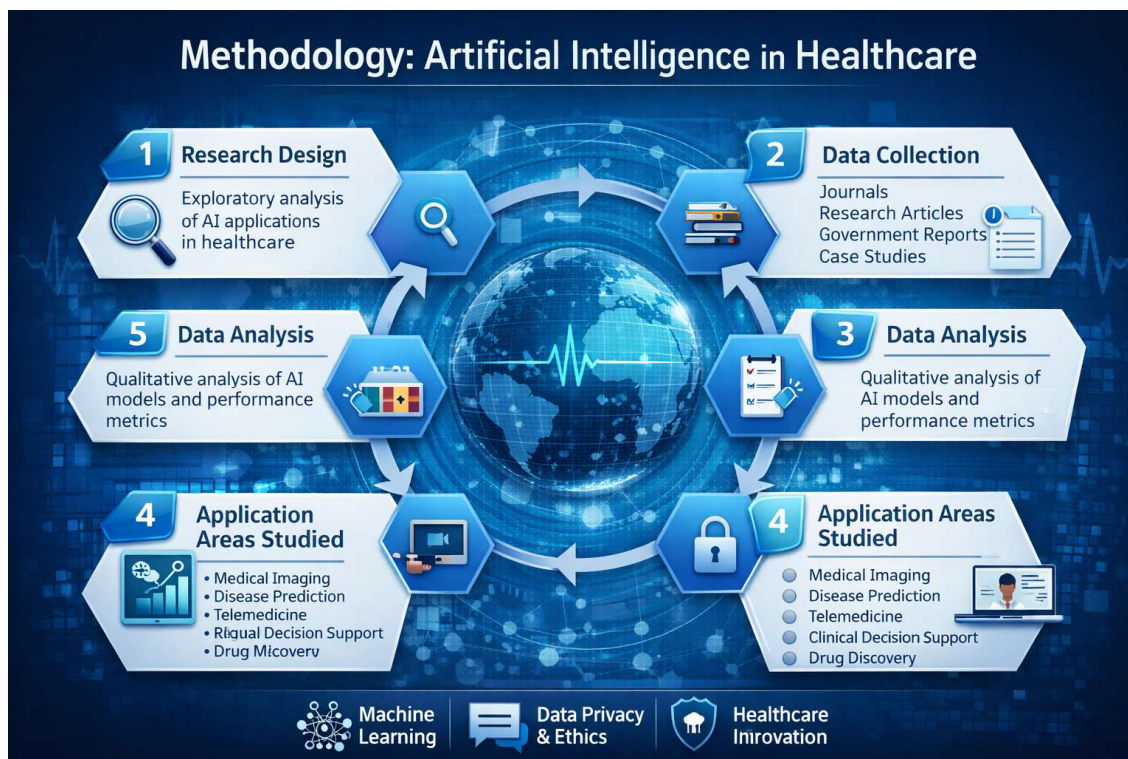 Methodology: Artificial Intelligence in Healthcare
1
Research Design
Exploratory analysis
of AI applications
in healthcare
2
Data Collection
Journals
Research Articles
Government Reports
Case Studies
5
Data Analysis
Qualitative analysis of AI
models and performance
metrics
3
Data Analysis
Qualitative analysis of
AI models and
performance metrics
4
Application
Areas Studied
• Medical Imaging
• Disease Prediction
• Telemedicine
• Decision Support
• Drug
4
Application Areas
Studied
Medical Imaging
Disease Prediction
Telemedicine
Clinical Decision Support
Drug Discovery
Machine
Learning
Data Privacy
& Ethics
Healthcare
Imrovation